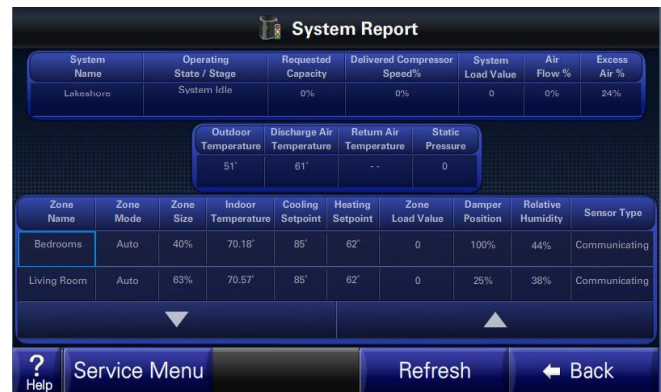 System Report
System Name Operating State / Stage Requested Capacity Delivered Compressor Speed% System Load Value Air Flow % Excess Air %
Lakeshore System Idle 0% 0% 0 0% 24%
Outdoor Temperature Discharge Air Temperature Return Air Temperature Static Pressure
51° 61° -- 0
Zone Name Zone Mode Zone Size Indoor Temperature Cooling Setpoint Heating Setpoint Zone Load Value Damper Position Relative Humidity Sensor Type
Bedrooms Auto 40% 70.18° 85° 62° 0 100% 44% Communicating
Living Room Auto 63% 70.57° 85° 62° 0 25% 38% Communicating
? Help Service Menu Refresh Back